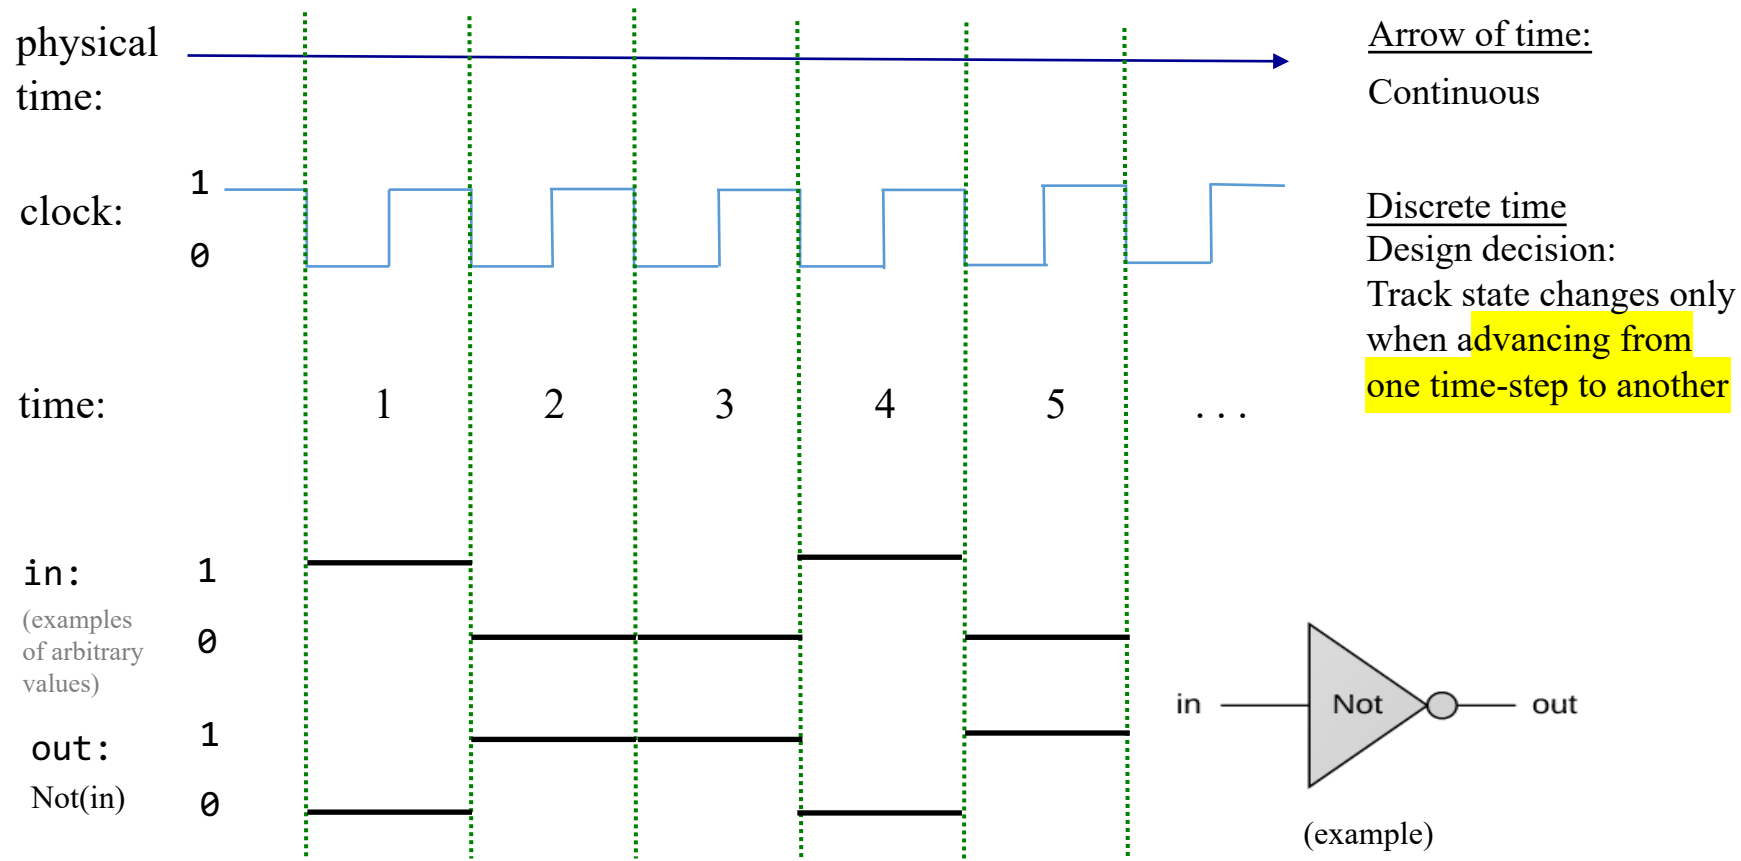 physical
time:
Arrow of time:
Continuous
clock:
1
0
Discrete time
Design decision:
Track state changes only
when advancing from
one time-step to another
time:
1 2 3 4 5 . . .
in:
1
0
(examples
of arbitrary
values)
out:
1
0
Not(in)
in
Not
out
(example)